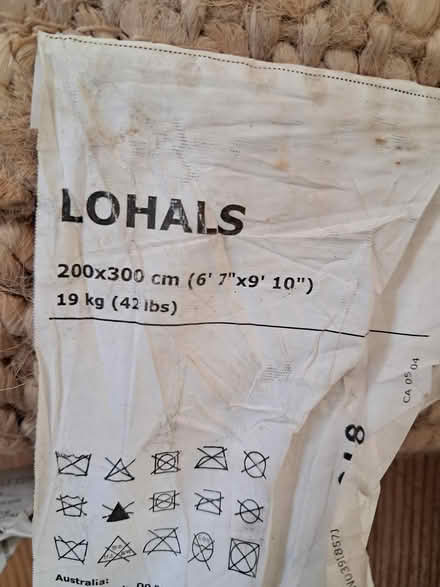 LOHALS
200x300 cm (6' 7"x9' 10")
19 kg (42 lbs)
CA 05 04
Australia: